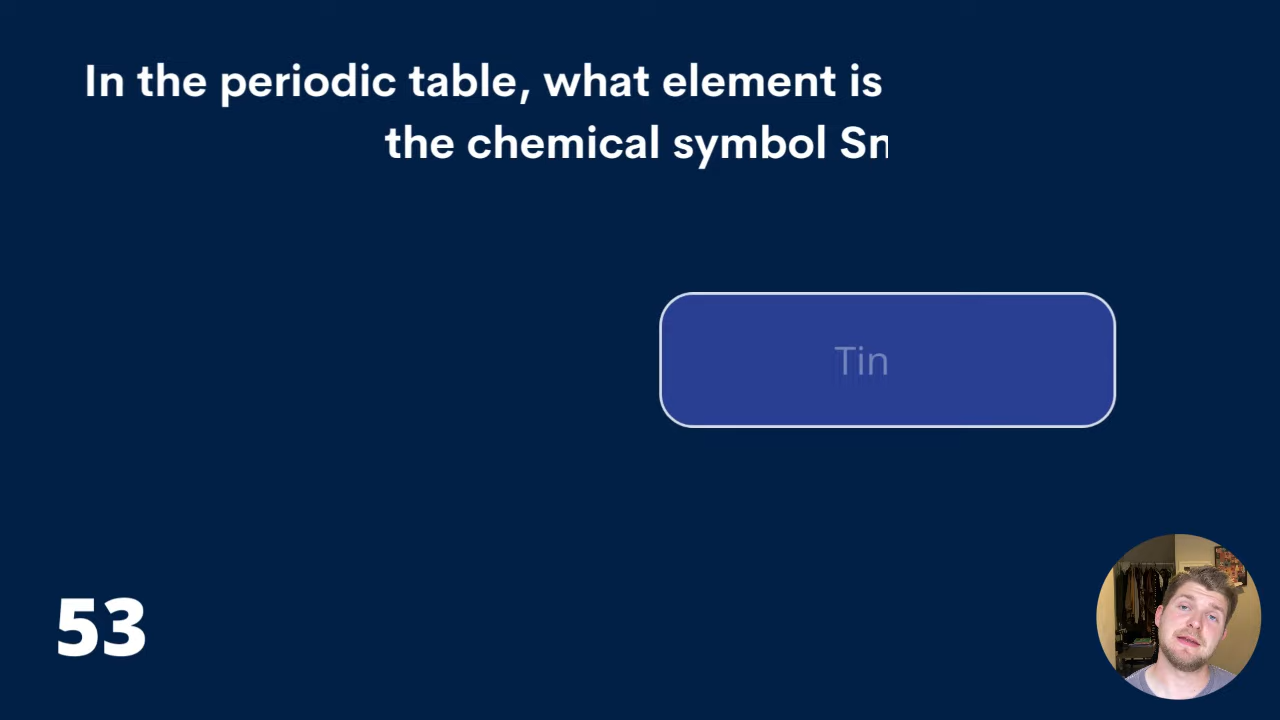 In the periodic table, what element is
the chemical symbol Sn
Tin
53